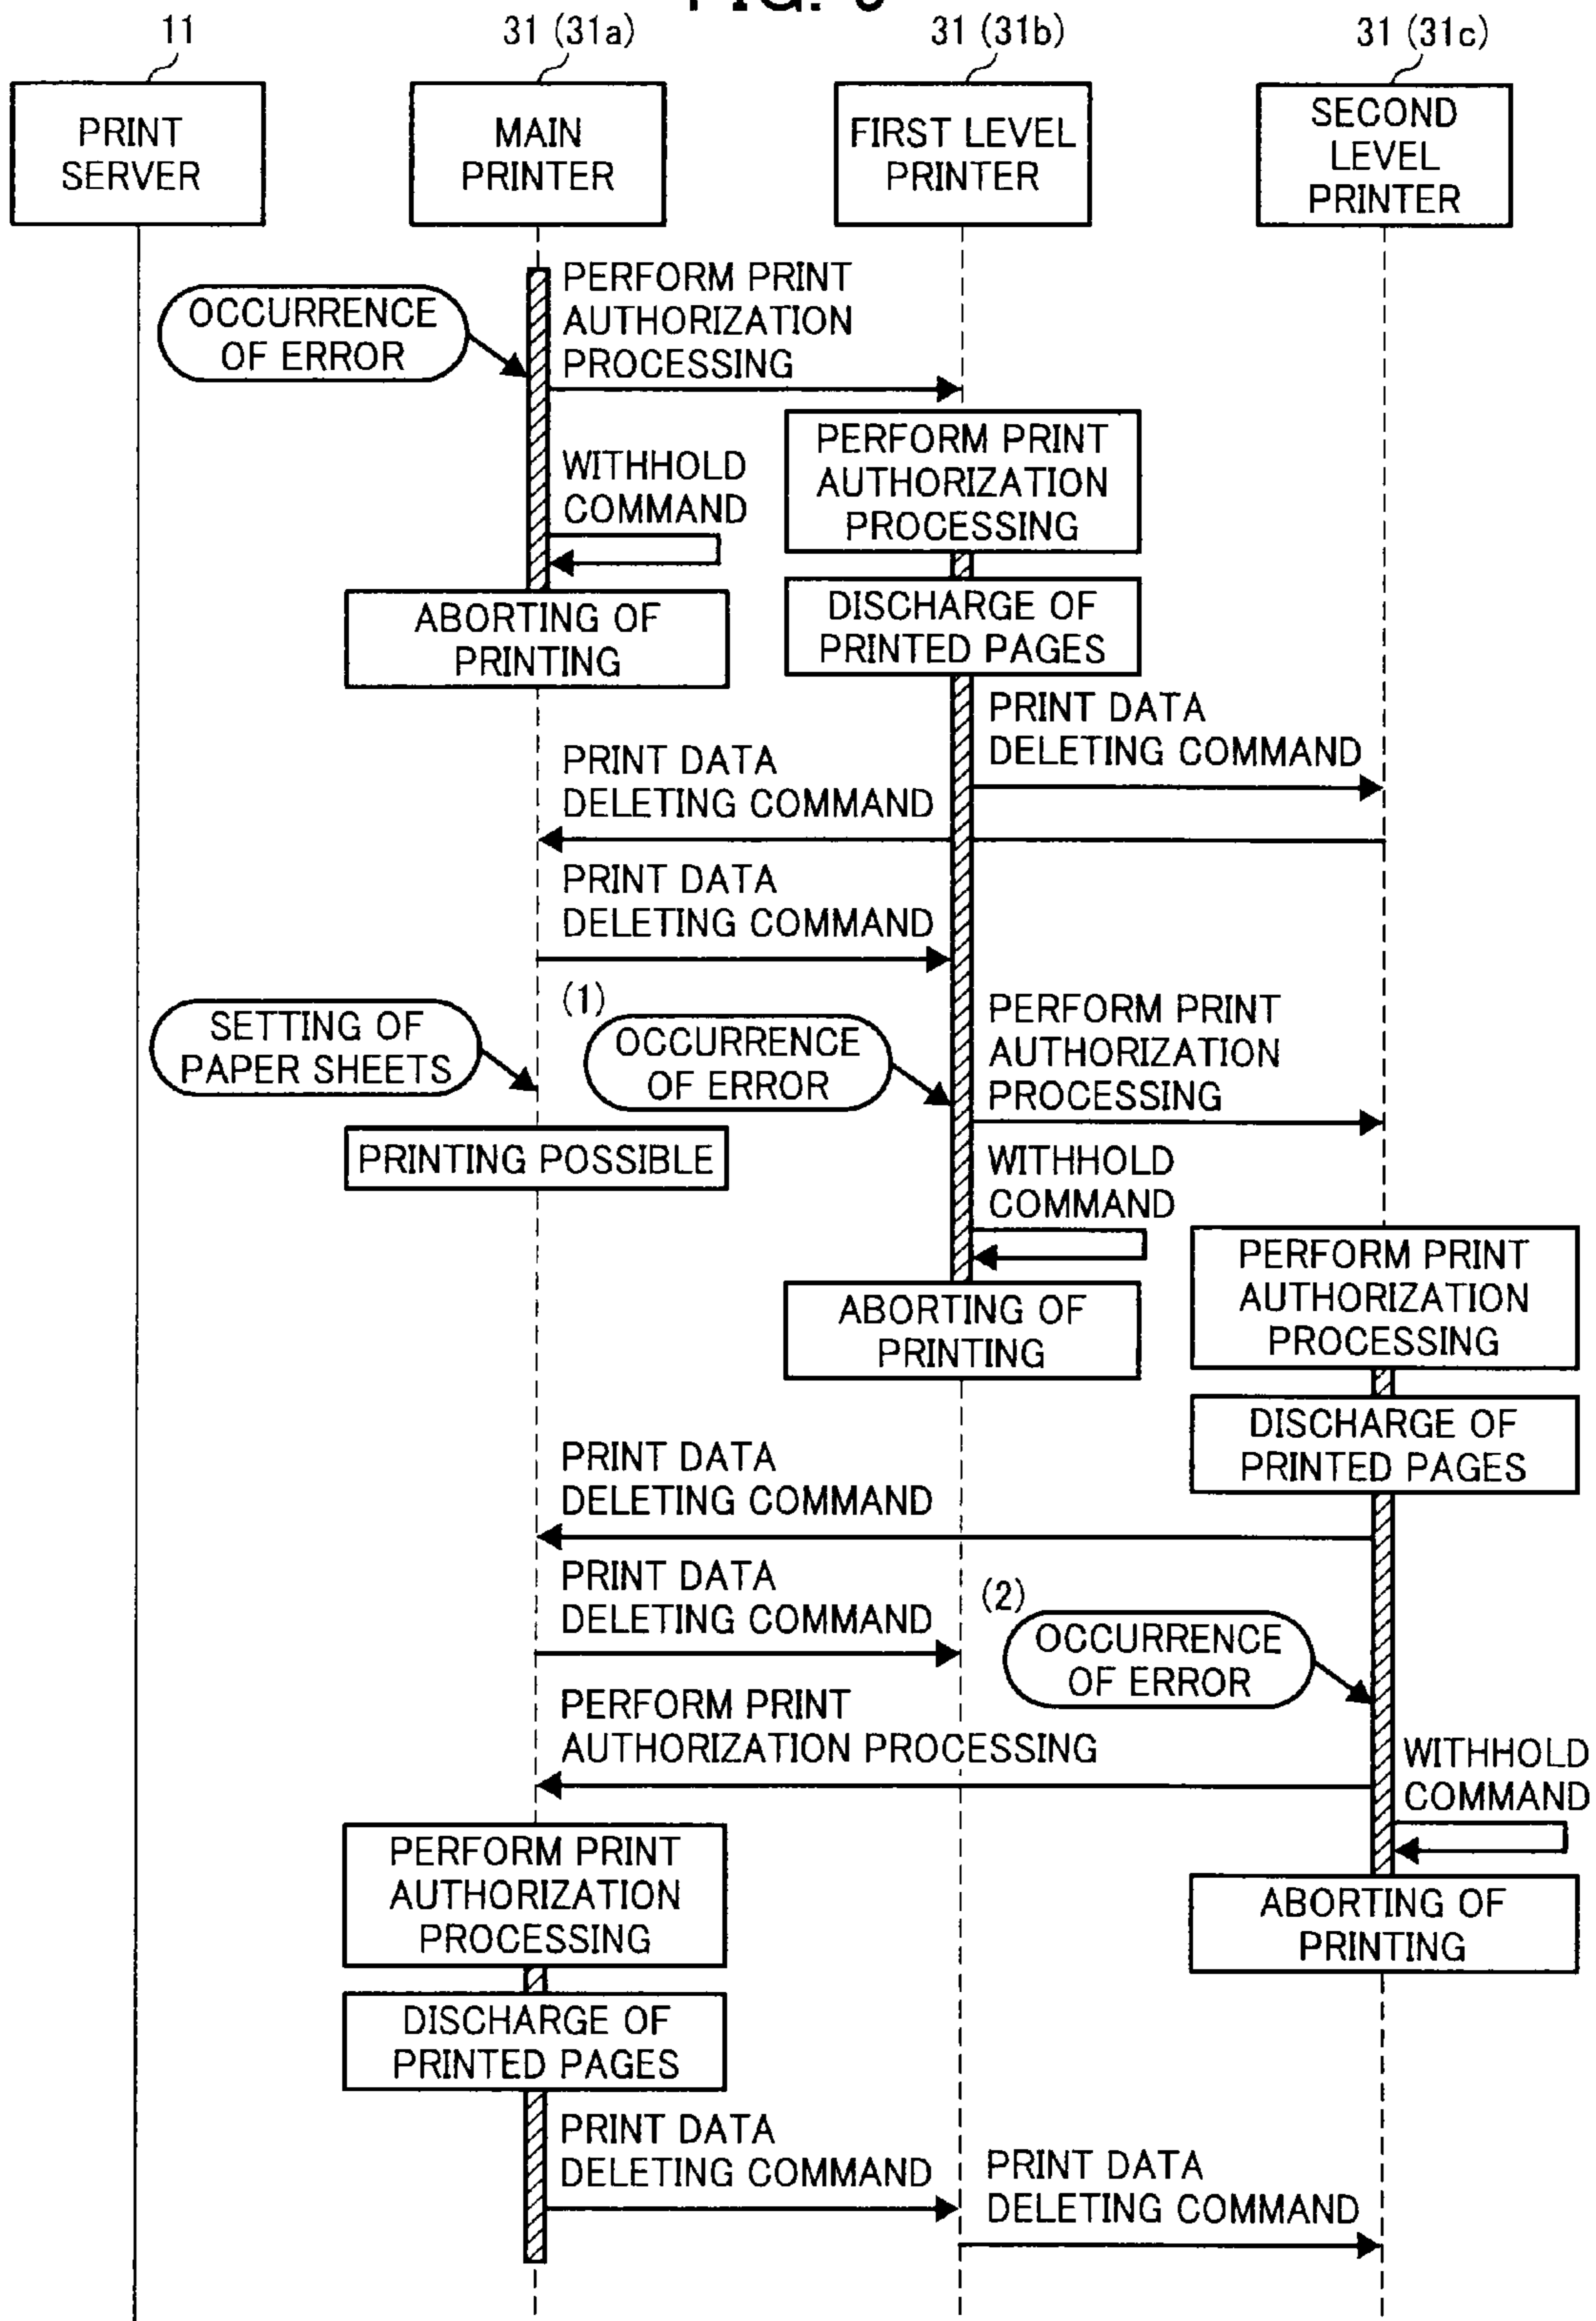 11
31 (31a)
31 (31b)
31 (31c)
PRINT
SERVER
MAIN
PRINTER
FIRST LEVEL
PRINTER
SECOND
LEVEL
PRINTER
OCCURRENCE
OF ERROR
PERFORM PRINT
AUTHORIZATION
PROCESSING
WITHHOLD
COMMAND
PERFORM PRINT
AUTHORIZATION
PROCESSING
ABORTING OF
PRINTING
DISCHARGE OF
PRINTED PAGES
PRINT DATA
DELETING COMMAND
PRINT DATA
DELETING COMMAND
PRINT DATA
DELETING COMMAND
SETTING OF
PAPER SHEETS
(1)
OCCURRENCE
OF ERROR
PERFORM PRINT
AUTHORIZATION
PROCESSING
PRINTING POSSIBLE
WITHHOLD
COMMAND
PERFORM PRINT
AUTHORIZATION
PROCESSING
ABORTING OF
PRINTING
DISCHARGE OF
PRINTED PAGES
PRINT DATA
DELETING COMMAND
PRINT DATA
DELETING COMMAND
(2)
OCCURRENCE
OF ERROR
PERFORM PRINT
AUTHORIZATION PROCESSING
WITHHOLD
COMMAND
PERFORM PRINT
AUTHORIZATION
PROCESSING
ABORTING OF
PRINTING
DISCHARGE OF
PRINTED PAGES
PRINT DATA
DELETING COMMAND
PRINT DATA
DELETING COMMAND